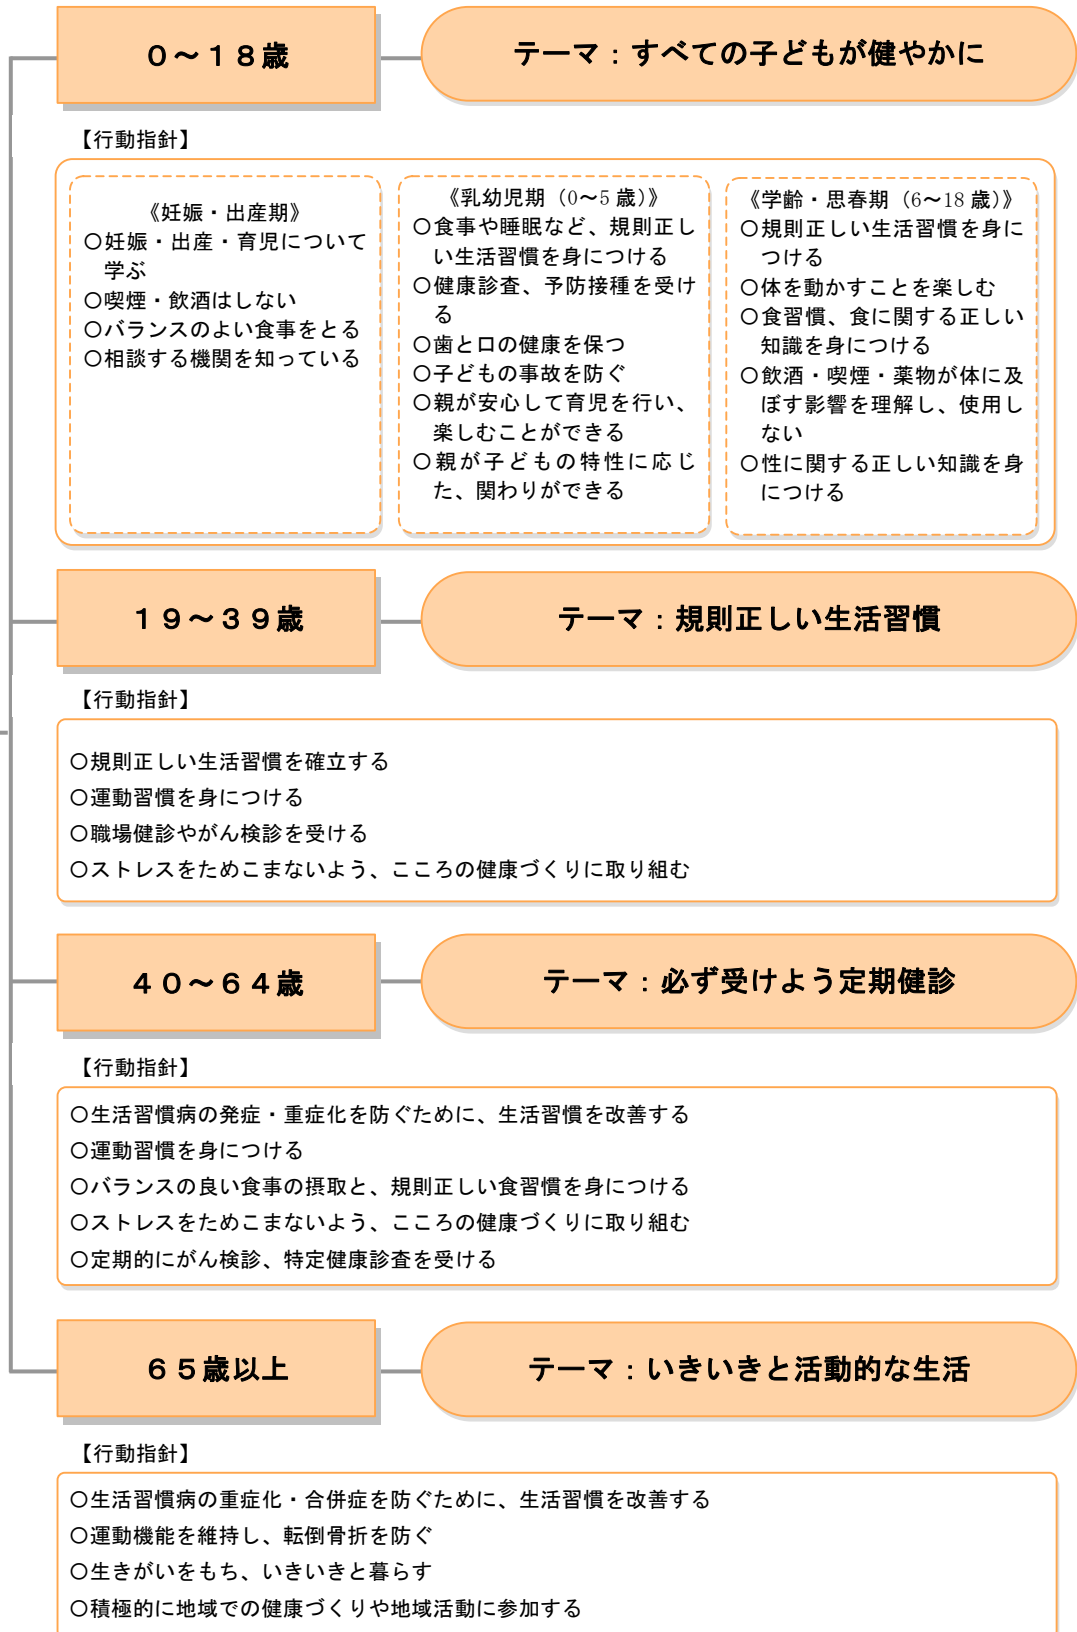 ０～１８歳
テーマ：すべての子どもが健やかに
【行動指針】
《妊娠・出産期》
○妊娠・出産・育児について
学ぶ
○喫煙・飲酒はしない
○バランスのよい食事をとる
○相談する機関を知っている
《乳幼児期（0～5 歳）》
○食事や睡眠など、規則正し
い生活習慣を身につける
○健康診査、予防接種を受け
る
○歯と口の健康を保つ
○子どもの事故を防ぐ
○親が安心して育児を行い、
楽しむことができる
○親が子どもの特性に応じ
た、関わりができる
《学齢・思春期（6～18 歳）》
○規則正しい生活習慣を身に
つける
○体を動かすことを楽しむ
○食習慣、食に関する正しい
知識を身につける
○飲酒・喫煙・薬物が体に及
ぼす影響を理解し、使用し
ない
○性に関する正しい知識を身
につける
１９～３９歳
テーマ：規則正しい生活習慣
【行動指針】
○規則正しい生活習慣を確立する
○運動習慣を身につける
○職場健診やがん検診を受ける
○ストレスをためこまないよう、こころの健康づくりに取り組む
４０～６４歳
テーマ：必ず受けよう定期健診
【行動指針】
○生活習慣病の発症・重症化を防ぐために、生活習慣を改善する
○運動習慣を身につける
○バランスの良い食事の摂取と、規則正しい食習慣を身につける
○ストレスをためこまないよう、こころの健康づくりに取り組む
○定期的にがん検診、特定健康診査を受ける
６５歳以上
テーマ：いきいきと活動的な生活
【行動指針】
○生活習慣病の重症化・合併症を防ぐために、生活習慣を改善する
○運動機能を維持し、転倒骨折を防ぐ
○生きがいをもち、いきいきと暮らす
○積極的に地域での健康づくりや地域活動に参加する